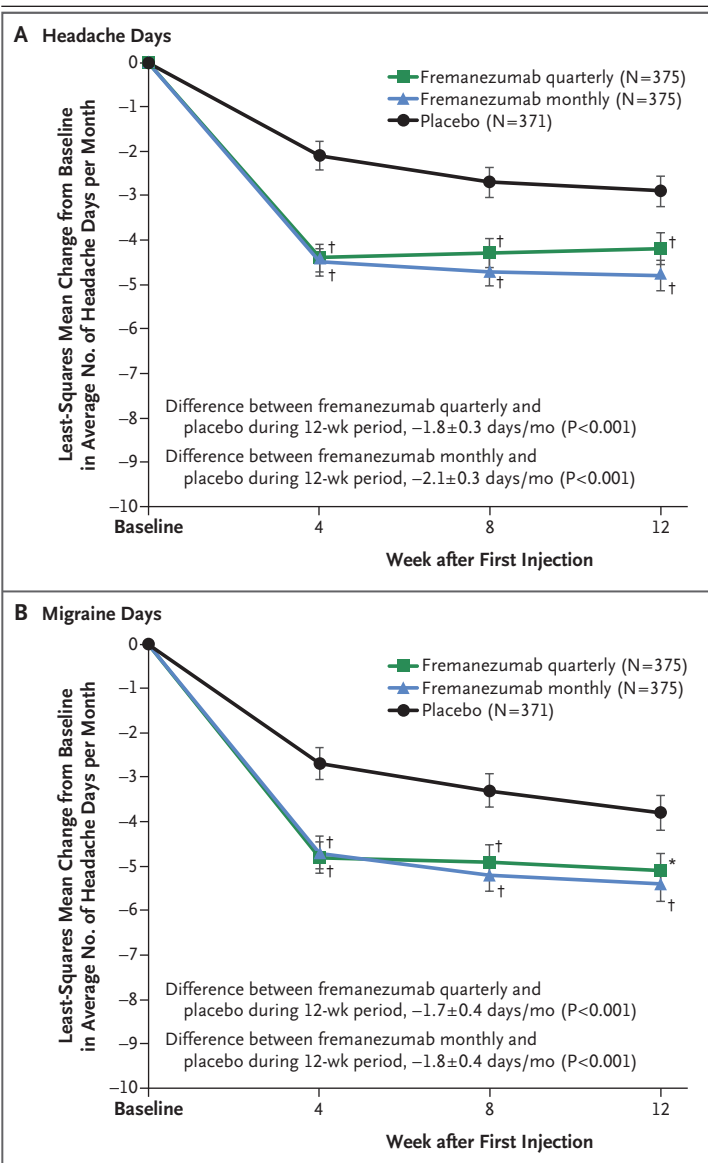 A Headache Days
Least-Squares Mean Change from Baseline
in Average No. of Headache Days per Month
0
−1
−2
−3
−4
−5
−6
−7
−8
−9
−10
Fremanezumab quarterly (N=375)
Fremanezumab monthly (N=375)
Placebo (N=371)
†
†
†
†
†
†
Difference between fremanezumab quarterly and
placebo during 12-wk period, −1.8±0.3 days/mo (P<0.001)
Difference between fremanezumab monthly and
placebo during 12-wk period, −2.1±0.3 days/mo (P<0.001)
Baseline 4 8 12
Week after First Injection
B Migraine Days
Least-Squares Mean Change from Baseline
in Average No. of Headache Days per Month
0
−1
−2
−3
−4
−5
−6
−7
−8
−9
−10
Fremanezumab quarterly (N=375)
Fremanezumab monthly (N=375)
Placebo (N=371)
†
†
†
†
*
†
Difference between fremanezumab quarterly and
placebo during 12-wk period, −1.7±0.4 days/mo (P<0.001)
Difference between fremanezumab monthly and
placebo during 12-wk period, −1.8±0.4 days/mo (P<0.001)
Baseline 4 8 12
Week after First Injection